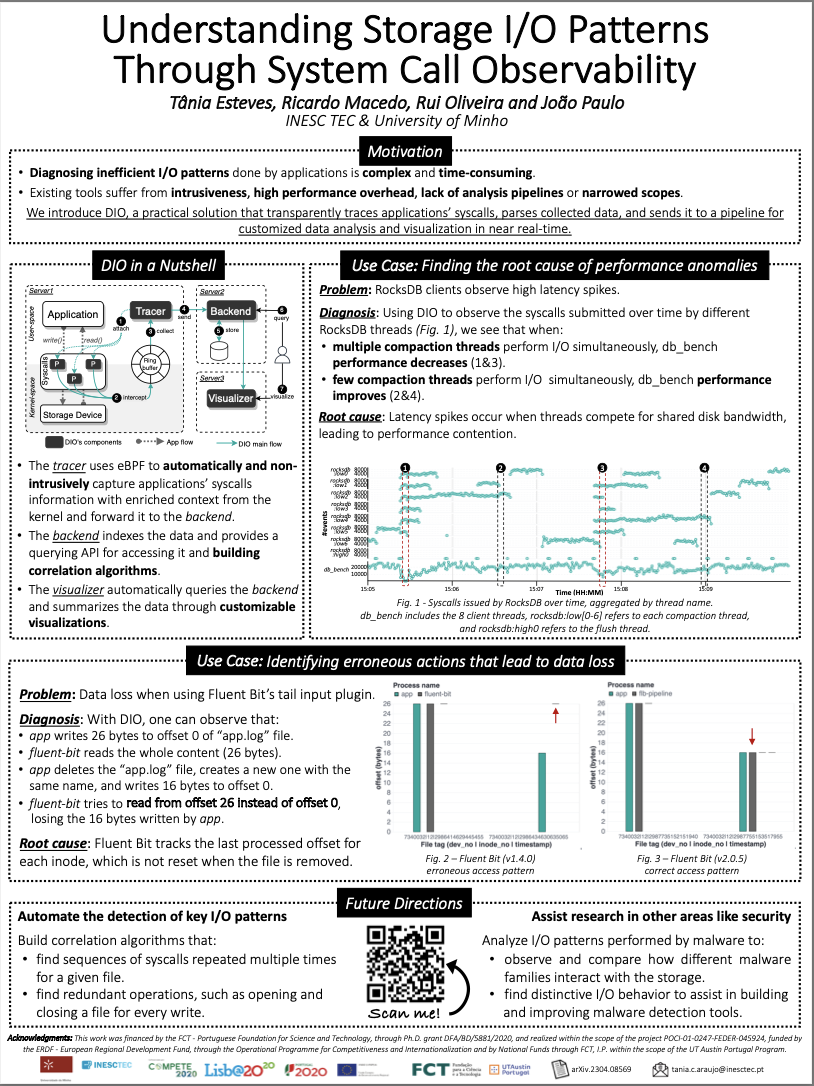 Understanding Storage I/O Patterns
Through System Call Observability
Tânia Esteves, Ricardo Macedo, Rui Oliveira and João Paulo
INESC TEC & University of Minho
Motivation
• Diagnosing inefficient I/O patterns done by applications is complex and time-consuming.
• Existing tools suffer from intrusiveness, high performance overhead, lack of analysis pipelines or narrowed scopes.
We introduce DIO, a practical solution that transparently traces applications' syscalls, parses collected data, and sends it to a pipeline for
customized data analysis and visualization in near real-time.
DIO in a Nutshell
Server1
Server2
Server3
User-space
Kernel-space
Application
Tracer
Backend
Visualizer
write()
read()
1
attach
3 collect
4
send
5 store
6
query
7
visualize
Syscalls
P
P
P
2 intercept
Ring
buffer
Storage Device
DIO's components
App flow
DIO main flow
• The tracer uses eBPF to automatically and non-
intrusively capture applications' syscalls
information with enriched context from the
kernel and forward it to the backend.
• The backend indexes the data and provides a
querying API for accessing it and building
correlation algorithms.
• The visualizer automatically queries the backend
and summarizes the data through customizable
visualizations.
Use Case: Finding the root cause of performance anomalies
Problem: RocksDB clients observe high latency spikes.
Diagnosis: Using DIO to observe the syscalls submitted over time by different
RocksDB threads (Fig. 1), we see that when:
• multiple compaction threads perform I/O simultaneously, db_bench
performance decreases (1&3).
• few compaction threads perform I/O simultaneously, db_bench performance
improves (2&4).
Root cause: Latency spikes occur when threads compete for shared disk bandwidth,
leading to performance contention.
1
2
3
4
#events
rocksdb
:low0
8000
4000
rocksdb
:low1
8000
4000
rocksdb
:low2
8000
4000
rocksdb
:low3
8000
4000
rocksdb
:low4
8000
4000
rocksdb
:low5
8000
4000
rocksdb
:low6
8000
4000
rocksdb
:high0
8000
4000
db_bench
20000
10000
15:05
15:06
15:07
15:08
15:09
Time (HH:MM)
Fig. 1 - Syscalls issued by RocksDB over time, aggregated by thread name.
db_bench includes the 8 client threads, rocksdb:low[0-6] refers to each compaction thread,
and rocksdb:high0 refers to the flush thread.
Use Case: Identifying erroneous actions that lead to data loss
Problem: Data loss when using Fluent Bit's tail input plugin.
Diagnosis: With DIO, one can observe that:
• app writes 26 bytes to offset 0 of "app.log" file.
• fluent-bit reads the whole content (26 bytes).
• app deletes the "app.log" file, creates a new one with the
same name, and writes 16 bytes to offset 0.
• fluent-bit tries to read from offset 26 instead of offset 0,
losing the 16 bytes written by app.
Root cause: Fluent Bit tracks the last processed offset for
each inode, which is not reset when the file is removed.
Process name
app fluent-bit
offset (bytes)
26
24
22
20
18
16
14
12
10
8
6
4
2
0
File tag (dev_no | inode_no | timestamp)
Fig. 2 – Fluent Bit (v1.4.0)
erroneous access pattern
Process name
app flb-pipeline
offset (bytes)
26
24
22
20
18
16
14
12
10
8
6
4
2
0
File tag (dev_no | inode_no | timestamp)
Fig. 3 – Fluent Bit (v2.0.5)
correct access pattern
Future Directions
Automate the detection of key I/O patterns
Build correlation algorithms that:
• find sequences of syscalls repeated multiple times
for a given file.
• find redundant operations, such as opening and
closing a file for every write.
Scan me!
Assist research in other areas like security
Analyze I/O patterns performed by malware to:
• observe and compare how different malware
families interact with the storage.
• find distinctive I/O behavior to assist in building
and improving malware detection tools.
Acknowledgments: This work was financed by the FCT - Portuguese Foundation for Science and Technology, through Ph.D. grant DFA/BD/5881/2020, and realized within the scope of the project POCI-01-0247-FEDER-045924, funded by
the ERDF - European Regional Development Fund, through the Operational Programme for Competitiveness and Internationalization and by National Funds through FCT, I.P. within the scope of the UT Austin Portugal Program.
INESCTEC
COMPETE
2020
Lisb@2020
PORTUGAL
2020
FCT
Fundação
para a Ciência
e a Tecnologia
UTAustin
Portugal
arXiv.2304.08569
tania.c.araujo@inesctec.pt